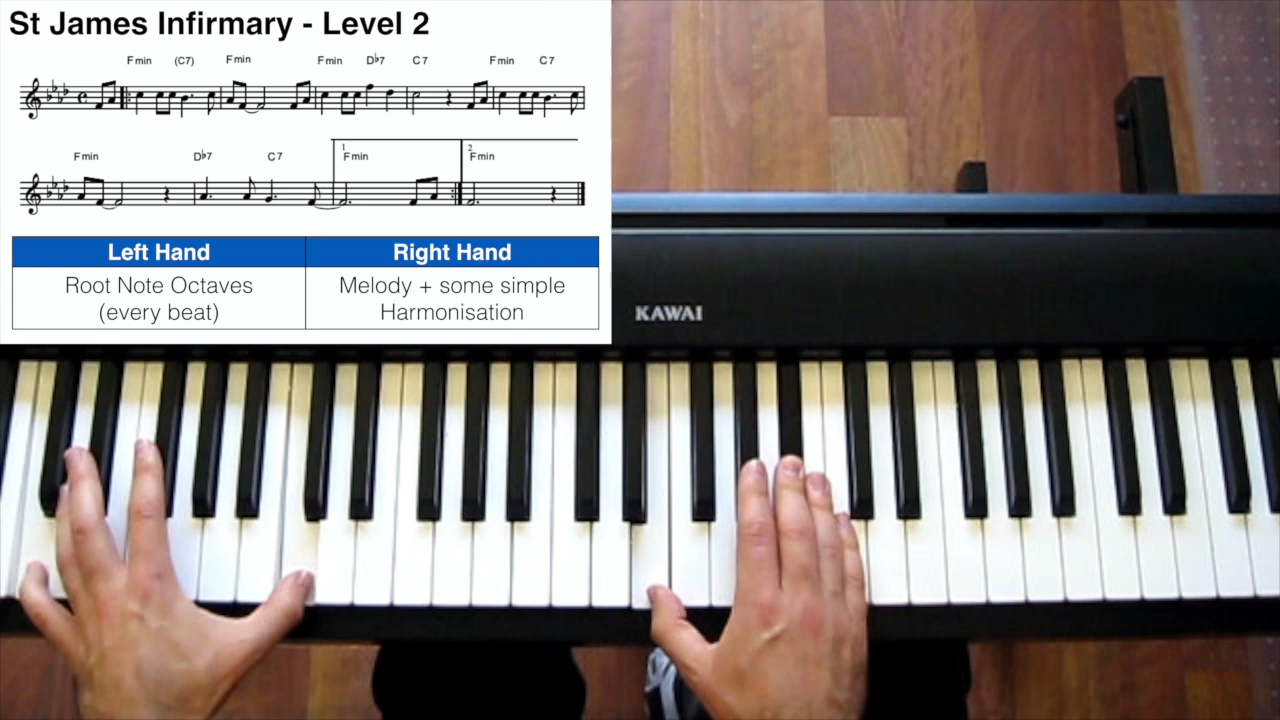 St James Infirmary - Level 2
Fmin (C7) Fmin Fmin D♭7 C7 Fmin C7
Fmin D♭7 C7 1 Fmin 2 Fmin
Left Hand Right Hand
Root Note Octaves Melody + some simple
(every beat) Harmonisation
KAWAI